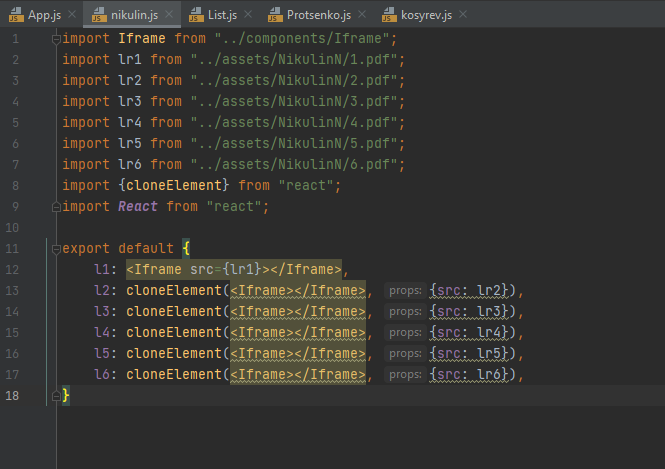 App.js nikulin.js List.js Protsenko.js kosyrev.js
1 import Iframe from "../components/Iframe";
2 import lr1 from "../assets/NikulinN/1.pdf";
3 import lr2 from "../assets/NikulinN/2.pdf";
4 import lr3 from "../assets/NikulinN/3.pdf";
5 import lr4 from "../assets/NikulinN/4.pdf";
6 import lr5 from "../assets/NikulinN/5.pdf";
7 import lr6 from "../assets/NikulinN/6.pdf";
8 import {cloneElement} from "react";
9 import React from "react";
10
11 export default {
12 l1: <Iframe src={lr1}></Iframe>,
13 l2: cloneElement(<Iframe></Iframe>, props: {src: lr2}),
14 l3: cloneElement(<Iframe></Iframe>, props: {src: lr3}),
15 l4: cloneElement(<Iframe></Iframe>, props: {src: lr4}),
16 l5: cloneElement(<Iframe></Iframe>, props: {src: lr5}),
17 l6: cloneElement(<Iframe></Iframe>, props: {src: lr6}),
18 }